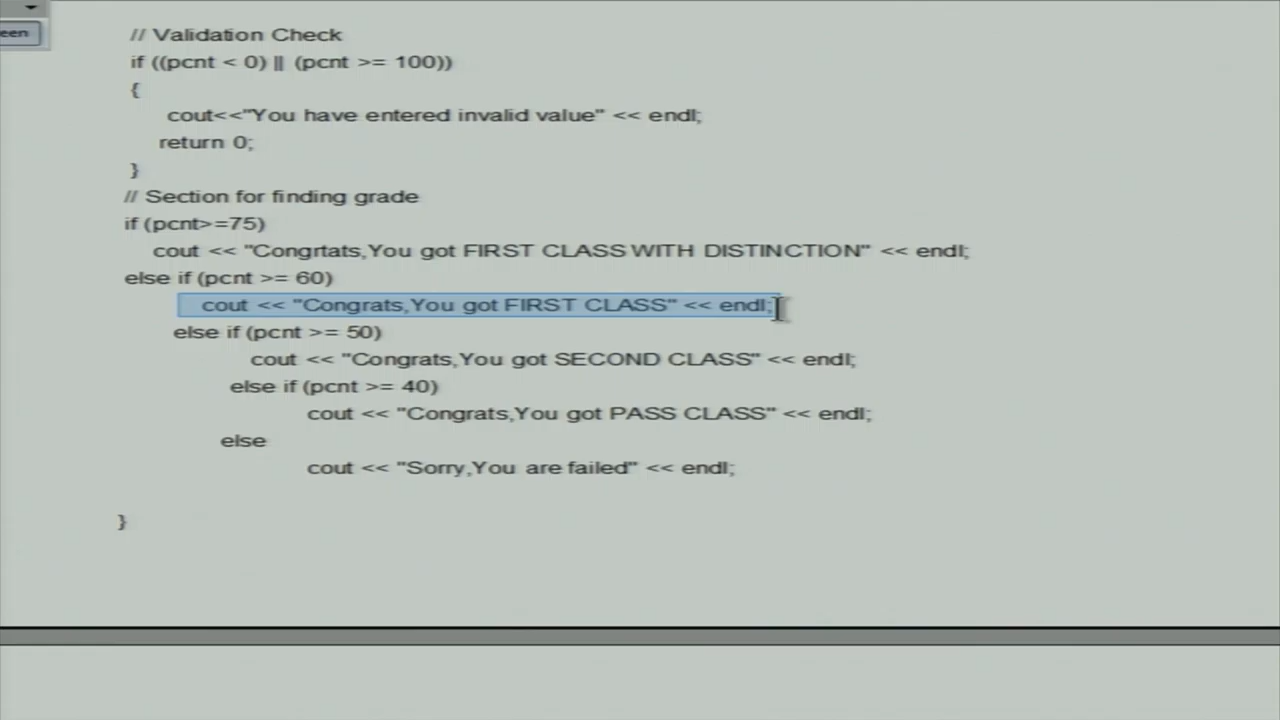 een
// Validation Check
if ((pcnt < 0) || (pcnt >= 100))
{
cout<<"You have entered invalid value" << endl;
return 0;
}
// Section for finding grade
if (pcnt>=75)
cout << "Congrtats,You got FIRST CLASS WITH DISTINCTION" << endl;
else if (pcnt >= 60)
cout << "Congrats,You got FIRST CLASS" << endl;
else if (pcnt >= 50)
cout << "Congrats,You got SECOND CLASS" << endl;
else if (pcnt >= 40)
cout << "Congrats,You got PASS CLASS" << endl;
else
cout << "Sorry,You are failed" << endl;
}